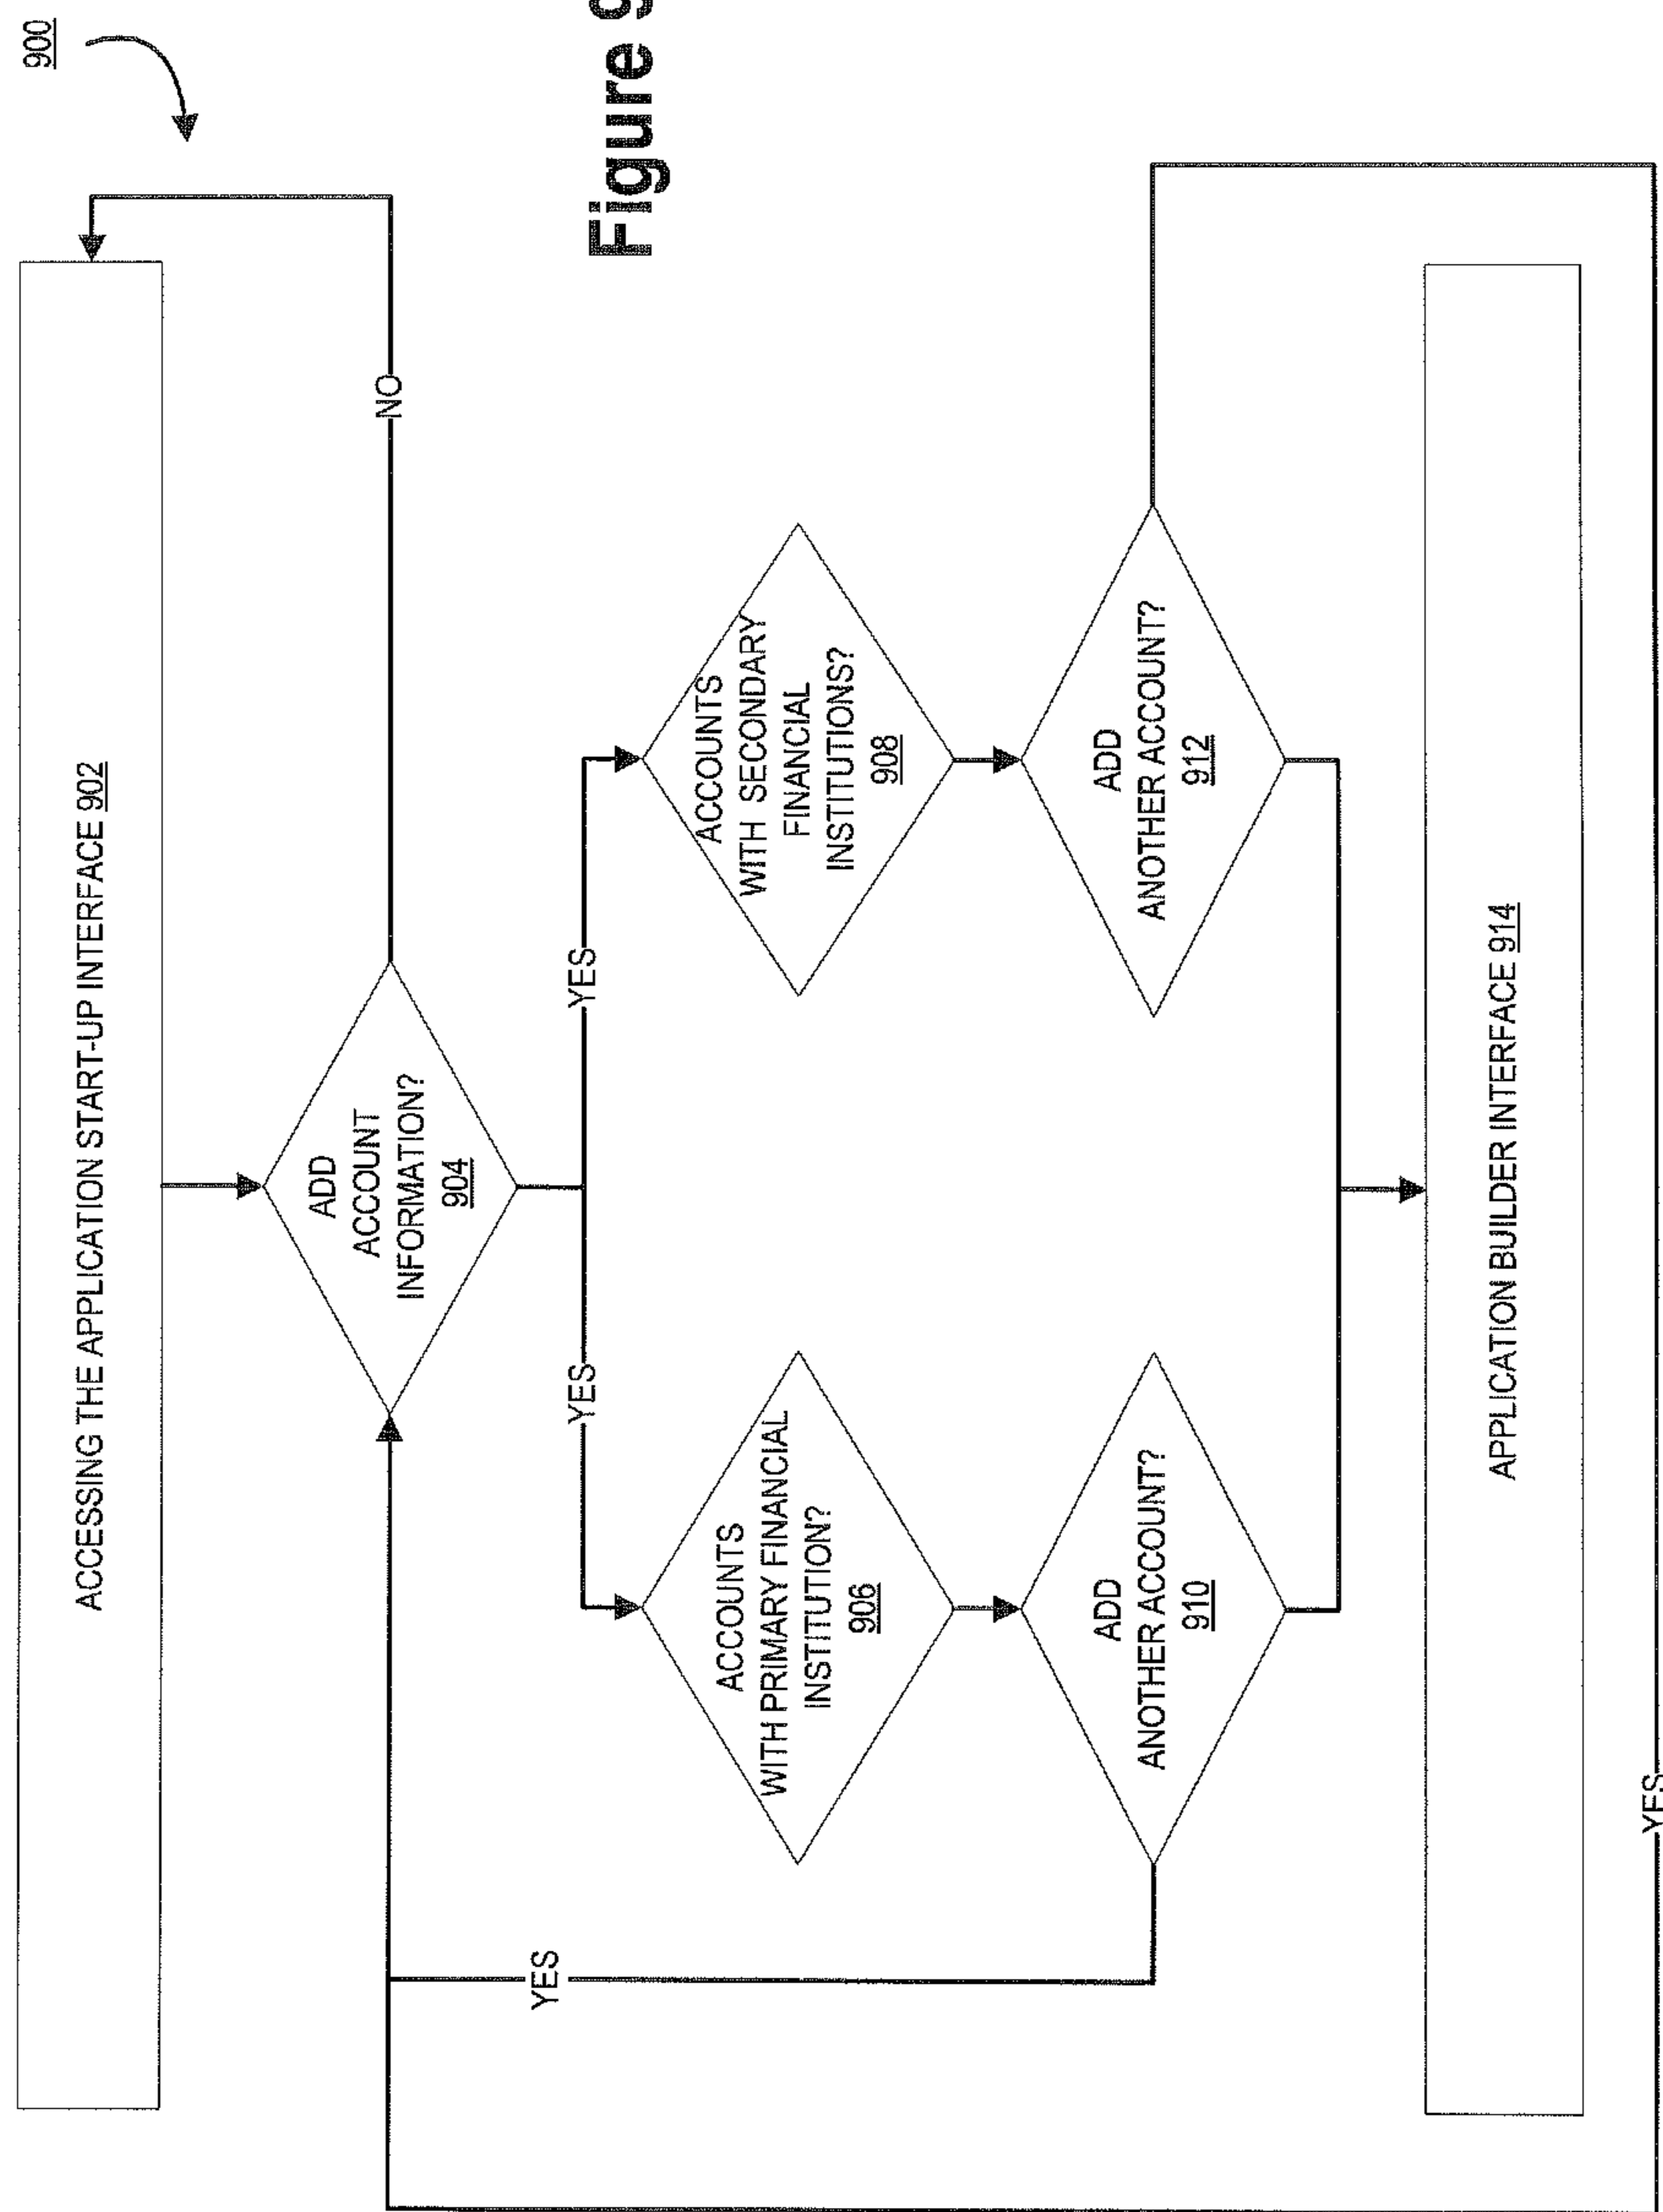 900
ACCESSING THE APPLICATION START-UP INTERFACE 902
ADD
ACCOUNT
INFORMATION?
904
NO
YES
YES
Figure 9
ACCOUNTS
WITH PRIMARY FINANCIAL
INSTITUTION?
906
ACCOUNTS
WITH SECONDARY
FINANCIAL
INSTITUTIONS?
908
YES
ADD
ANOTHER ACCOUNT?
910
ADD
ANOTHER ACCOUNT?
912
APPLICATION BUILDER INTERFACE 914
YES